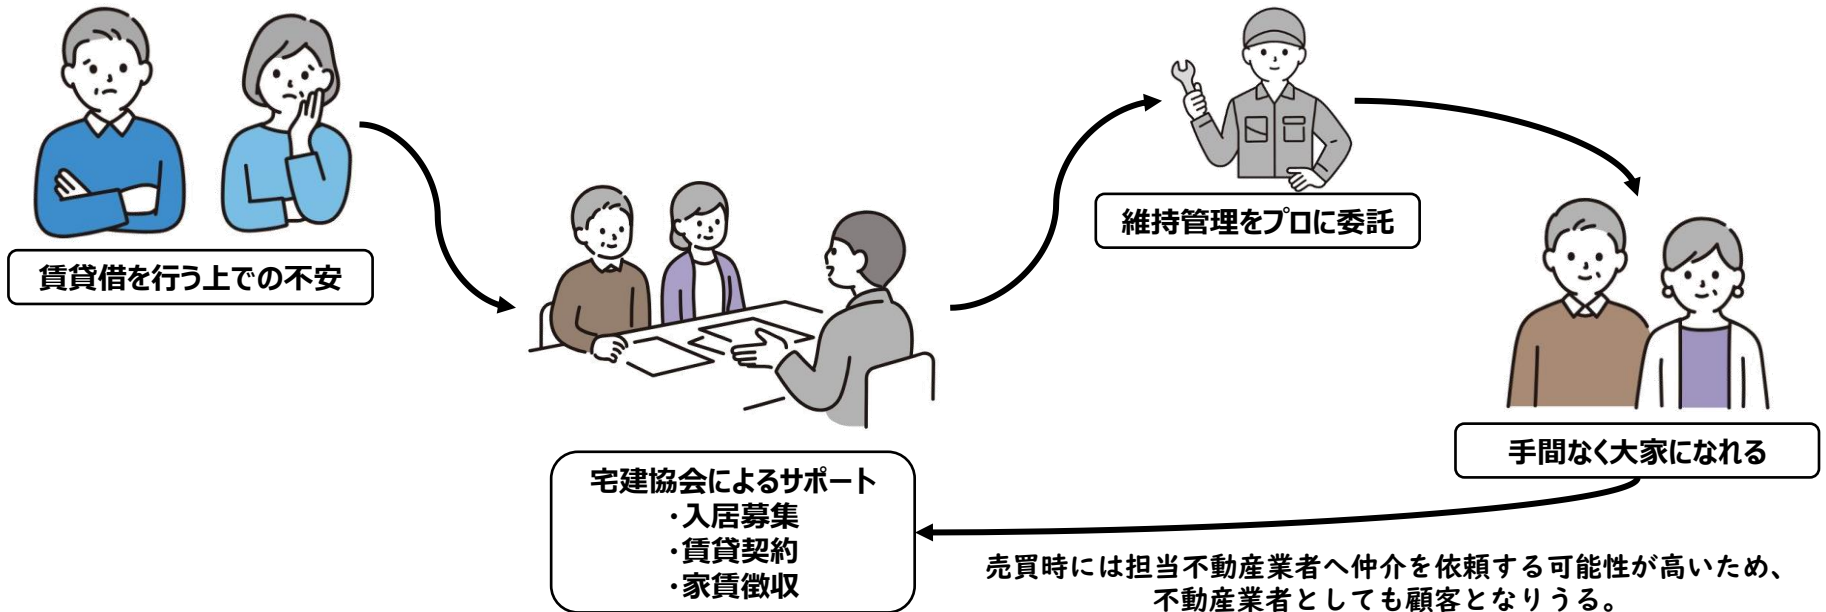 賃貸借を行う上での不安
維持管理をプロに委託
手間なく大家になれる
宅建協会によるサポート
・入居募集
・賃貸契約
・家賃徴収
売買時には担当不動産業者へ仲介を依頼する可能性が高いため、
不動産業者としても顧客となりうる。